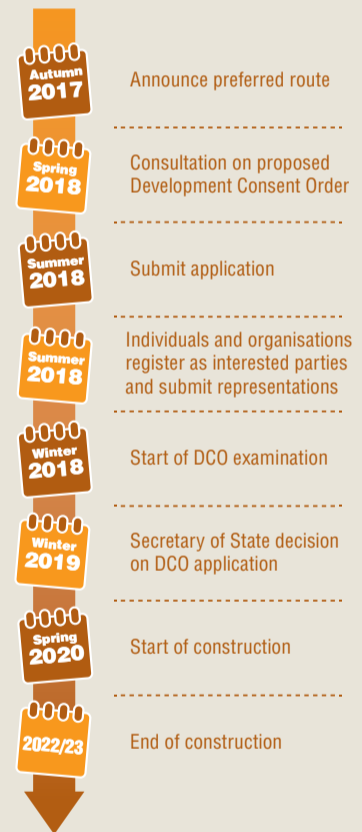 Autumn
2017
Announce preferred route
Spring
2018
Consultation on proposed
Development Consent Order
Summer
2018
Submit application
Summer
2018
Individuals and organisations
register as interested parties
and submit representations
Winter
2018
Start of DCO examination
Winter
2019
Secretary of State decision
on DCO application
Spring
2020
Start of construction
2022/23
End of construction